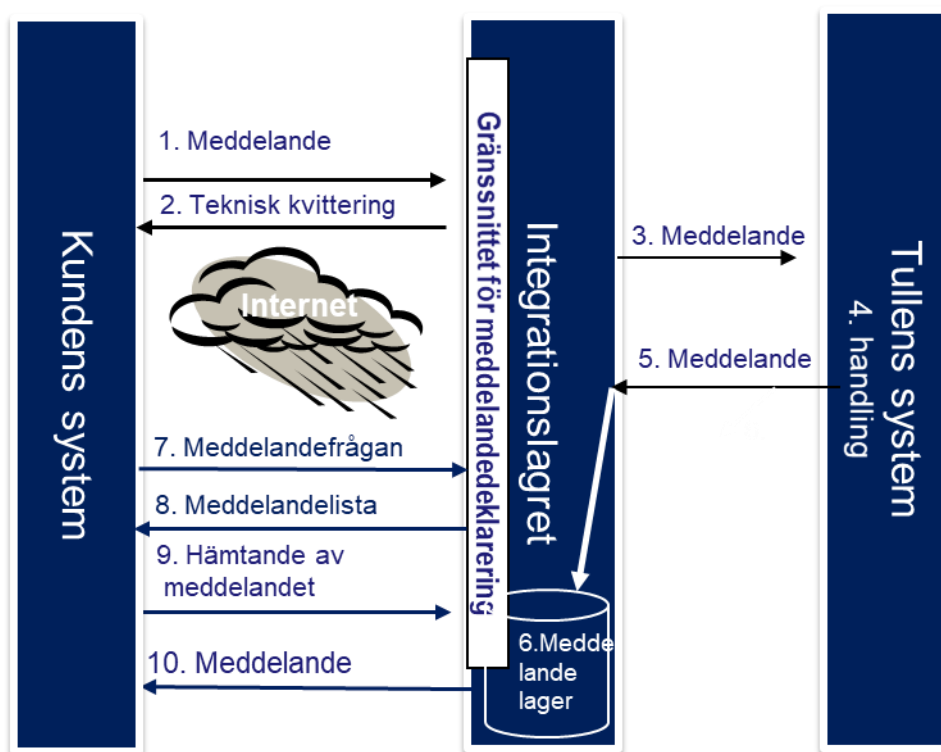 Kundens system
1. Meddelande
2. Teknisk kvittering
Internet
7. Meddelandefrågan
8. Meddelandelista
9. Hämtande av
meddelandet
10. Meddelande
Gränssnittet för meddelandedeklarering
Integrationslagret
6.Medde
lande
lager
3. Meddelande
5. Meddelande
Tullens system
4. handling